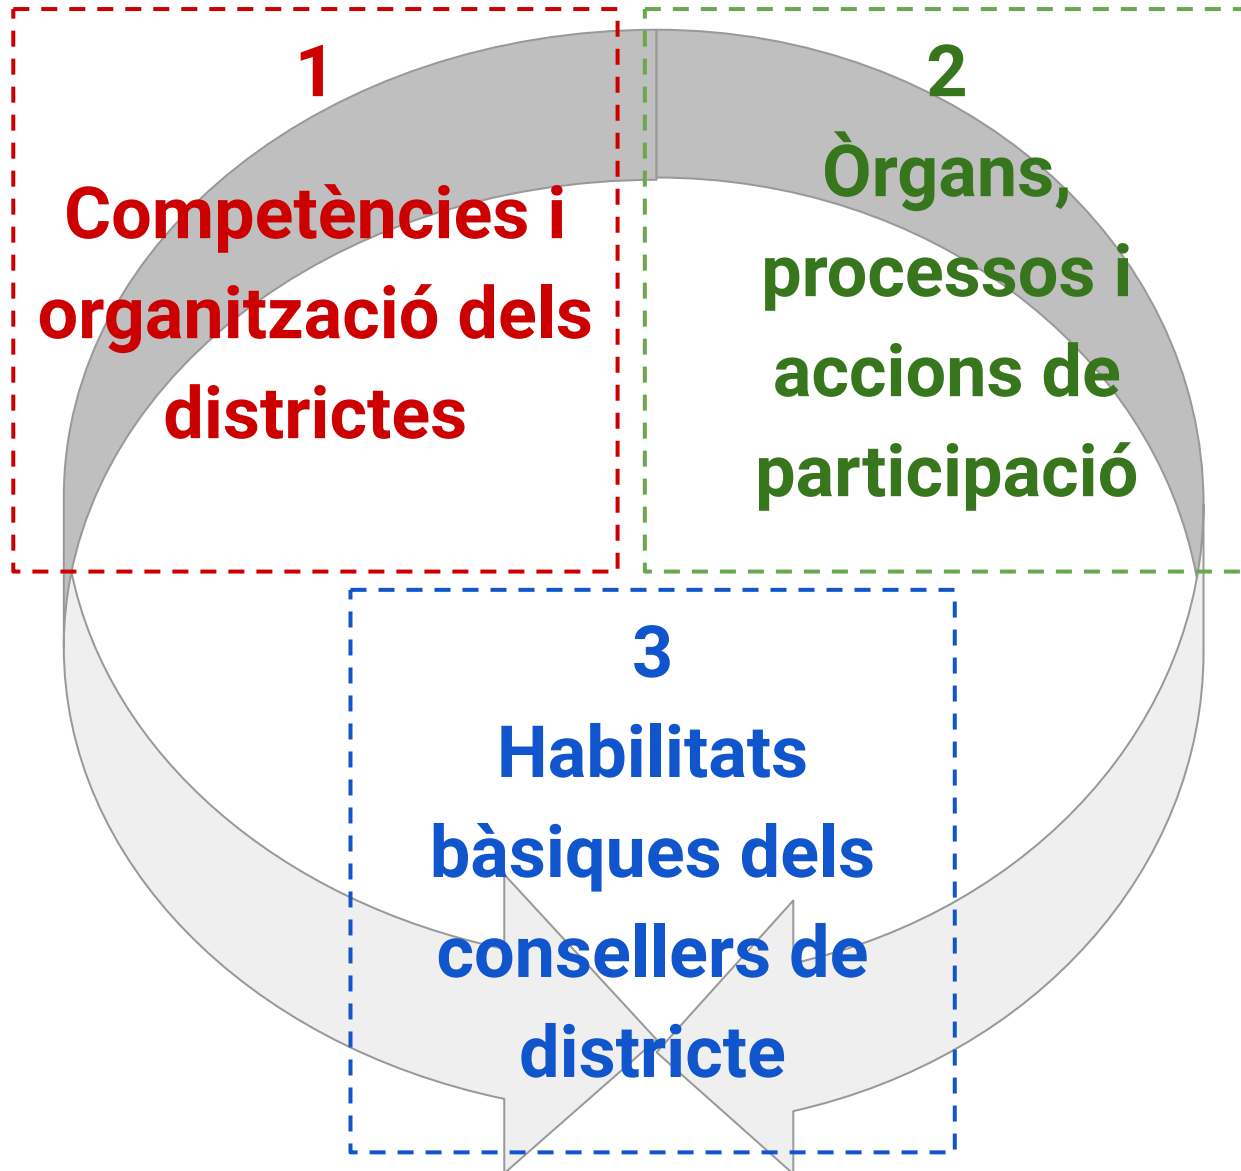 1
Competències i
organització dels
districtes
2
Òrgans,
processos i
accions de
participació
3
Habilitats
bàsiques dels
consellers de
districte